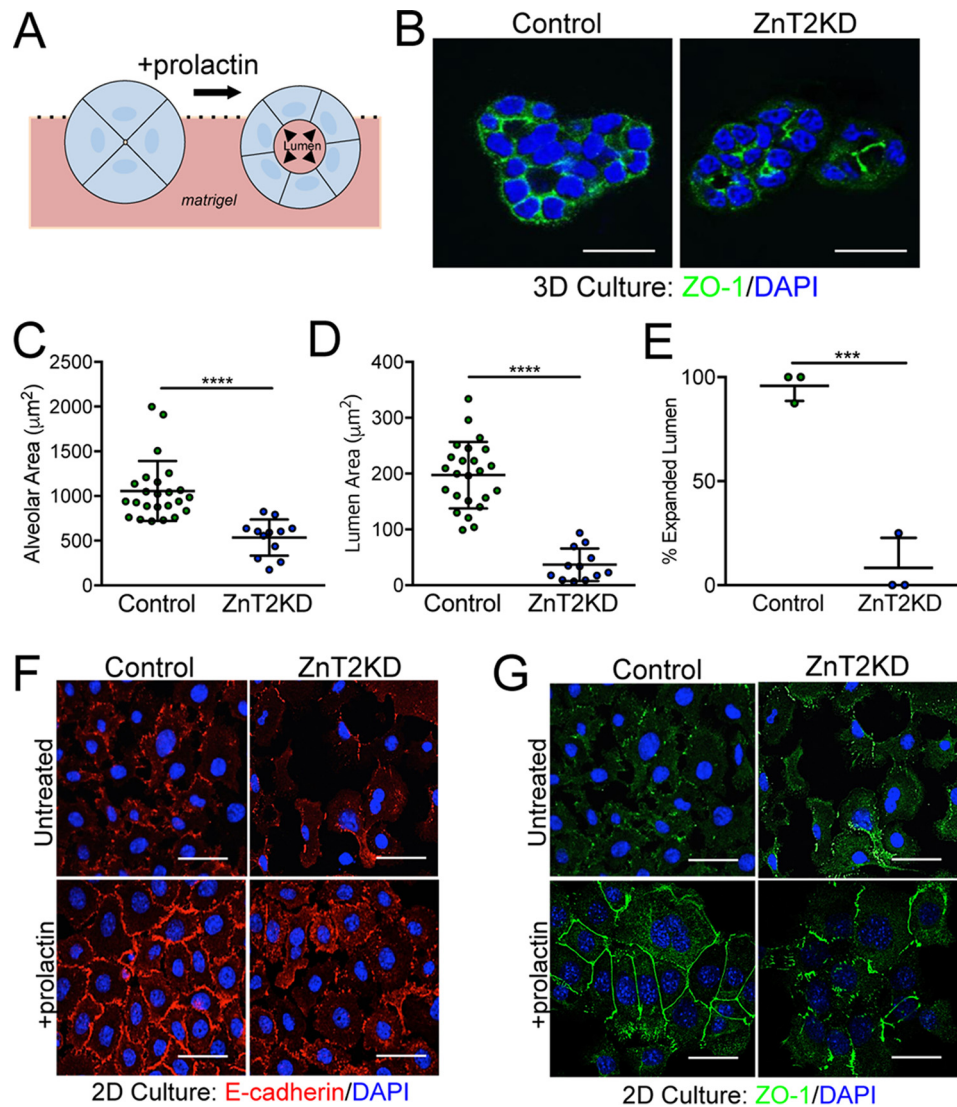 A
+prolactin
Lumen
matrigel
B
Control ZnT2KD
3D Culture: ZO-1/DAPI
C
Alveolar Area (μm²)
2500
2000
1500
1000
500
0
****
Control ZnT2KD
D
Lumen Area (μm²)
400
300
200
100
0
****
Control ZnT2KD
E
% Expanded Lumen
100
50
0
***
Control ZnT2KD
F
Control ZnT2KD
Untreated
+prolactin
2D Culture: E-cadherin/DAPI
G
Control ZnT2KD
Untreated
+prolactin
2D Culture: ZO-1/DAPI